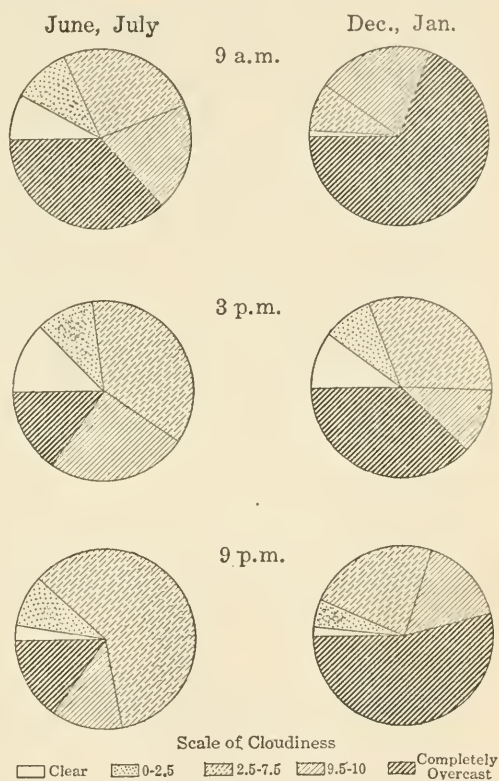 June, July Dec., Jan.
9 a.m.
3 p.m.
9 p.m.
Scale of Cloudiness
Clear 0-2.5 2.5-7.5 9.5-10 Completely Overcast